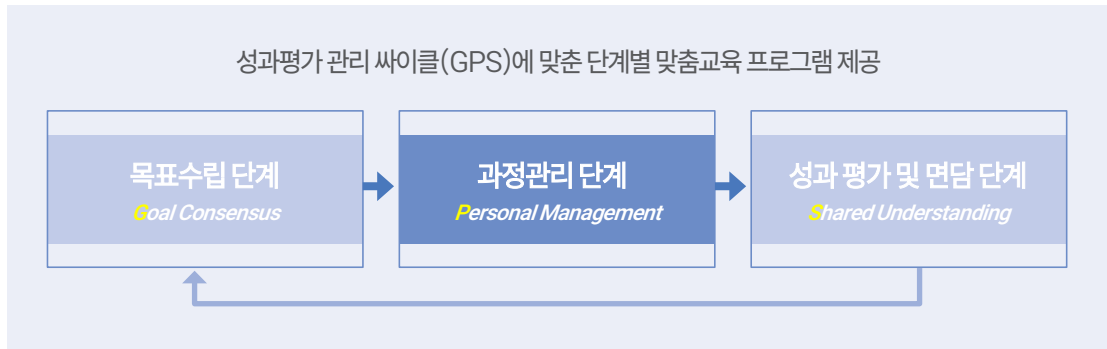 성과평가 관리 싸이클(GPS)에 맞춘 단계별 맞춤교육 프로그램 제공
목표수립 단계
Goal Consensus
과정관리 단계
Personal Management
성과 평가 및 면담 단계
Shared Understanding